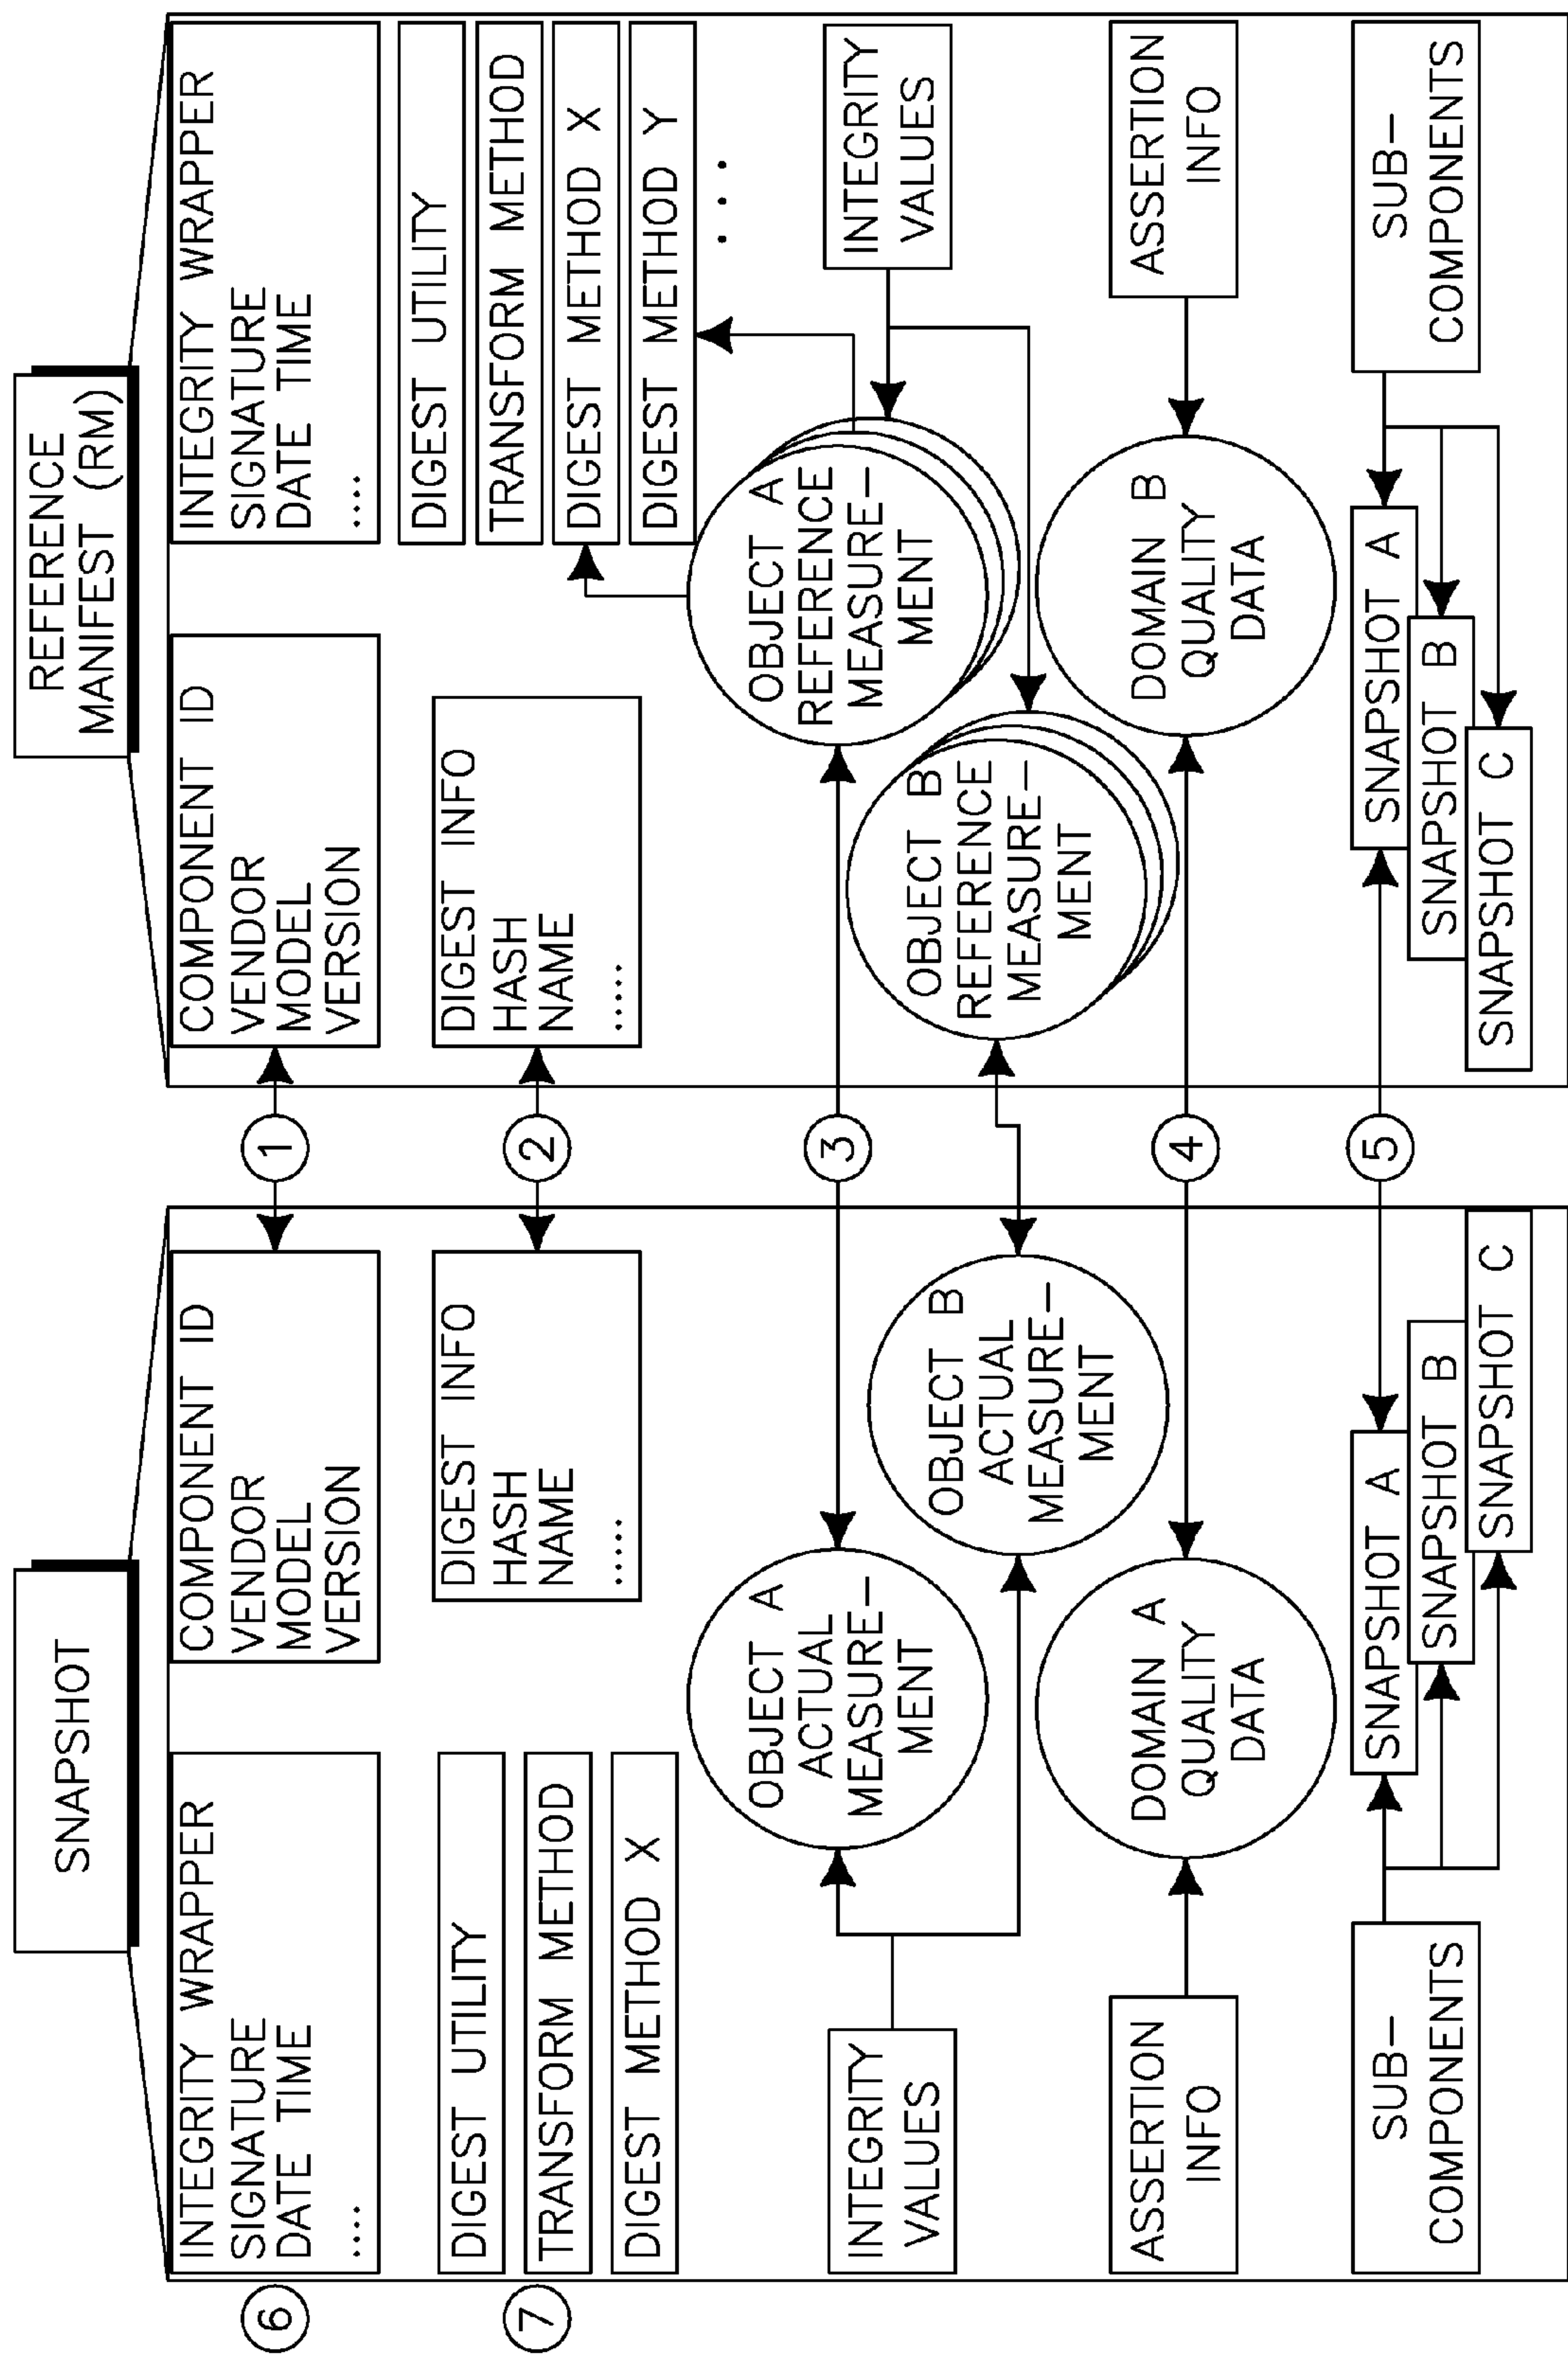 SNAPSHOT
INTEGRITY WRAPPER
SIGNATURE
DATE TIME
....
COMPONENT ID
VENDOR
MODEL
VERSION
6
1
DIGEST UTILITY
TRANSFORM METHOD
DIGEST METHOD X
DIGEST INFO
HASH
NAME
.....
7
2
INTEGRITY
VALUES
OBJECT A
ACTUAL
MEASURE-
MENT
3
OBJECT B
ACTUAL
MEASURE-
MENT
ASSERTION
INFO
DOMAIN A
QUALITY
DATA
4
SUB-
COMPONENTS
SNAPSHOT A
SNAPSHOT B
SNAPSHOT C
5
REFERENCE
MANIFEST (RM)
COMPONENT ID
VENDOR
MODEL
VERSION
INTEGRITY WRAPPER
SIGNATURE
DATE TIME
....
DIGEST INFO
HASH
NAME
.....
DIGEST UTILITY
TRANSFORM METHOD
DIGEST METHOD X
DIGEST METHOD Y
...
OBJECT A
REFERENCE
MEASURE-
MENT
INTEGRITY
VALUES
OBJECT B
REFERENCE
MEASURE-
MENT
DOMAIN B
QUALITY
DATA
ASSERTION
INFO
SNAPSHOT A
SNAPSHOT B
SNAPSHOT C
SUB-
COMPONENTS